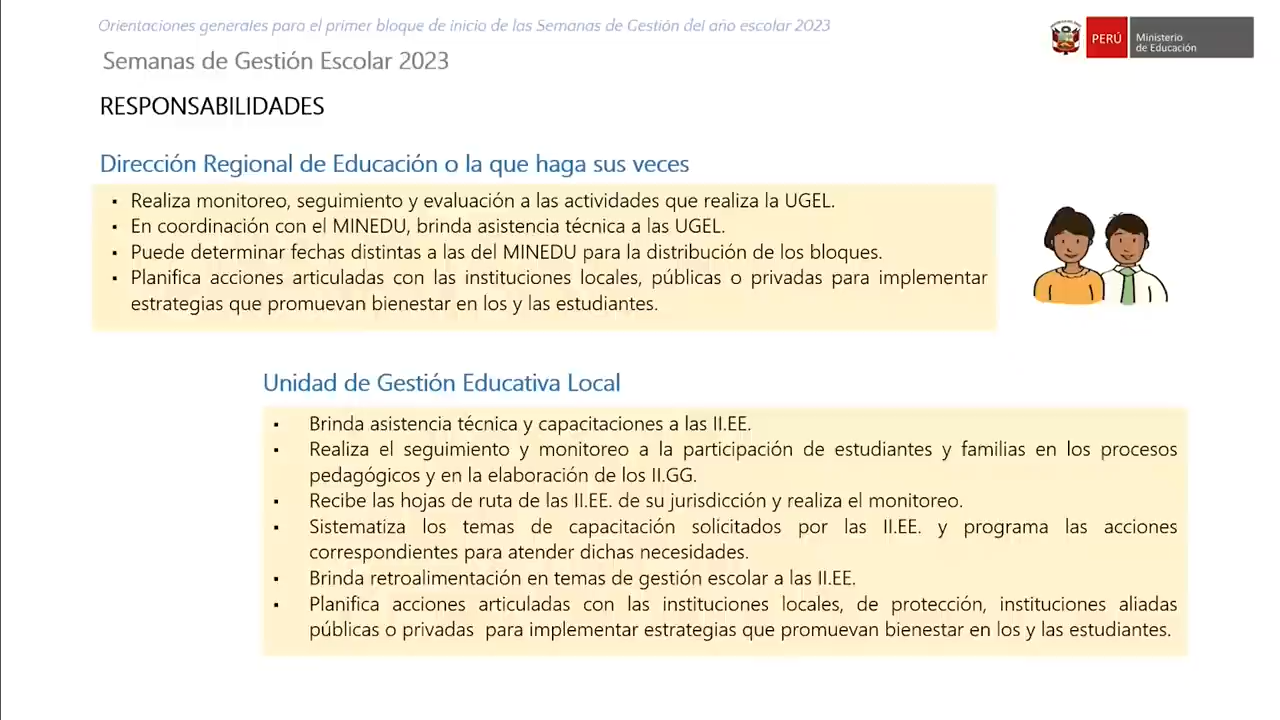 Orientaciones generales para el primer bloque de inicio de las Semanas de Gestión del año escolar 2023
PERÚ
Ministerio
de Educación
Semanas de Gestión Escolar 2023
RESPONSABILIDADES
Dirección Regional de Educación o la que haga sus veces
▪ Realiza monitoreo, seguimiento y evaluación a las actividades que realiza la UGEL.
▪ En coordinación con el MINEDU, brinda asistencia técnica a las UGEL.
▪ Puede determinar fechas distintas a las del MINEDU para la distribución de los bloques.
▪ Planifica acciones articuladas con las instituciones locales, públicas o privadas para implementar
estrategias que promuevan bienestar en los y las estudiantes.
Unidad de Gestión Educativa Local
▪ Brinda asistencia técnica y capacitaciones a las II.EE.
▪ Realiza el seguimiento y monitoreo a la participación de estudiantes y familias en los procesos
pedagógicos y en la elaboración de los II.GG.
▪ Recibe las hojas de ruta de las II.EE. de su jurisdicción y realiza el monitoreo.
▪ Sistematiza los temas de capacitación solicitados por las II.EE. y programa las acciones
correspondientes para atender dichas necesidades.
▪ Brinda retroalimentación en temas de gestión escolar a las II.EE.
▪ Planifica acciones articuladas con las instituciones locales, de protección, instituciones aliadas
públicas o privadas para implementar estrategias que promuevan bienestar en los y las estudiantes.